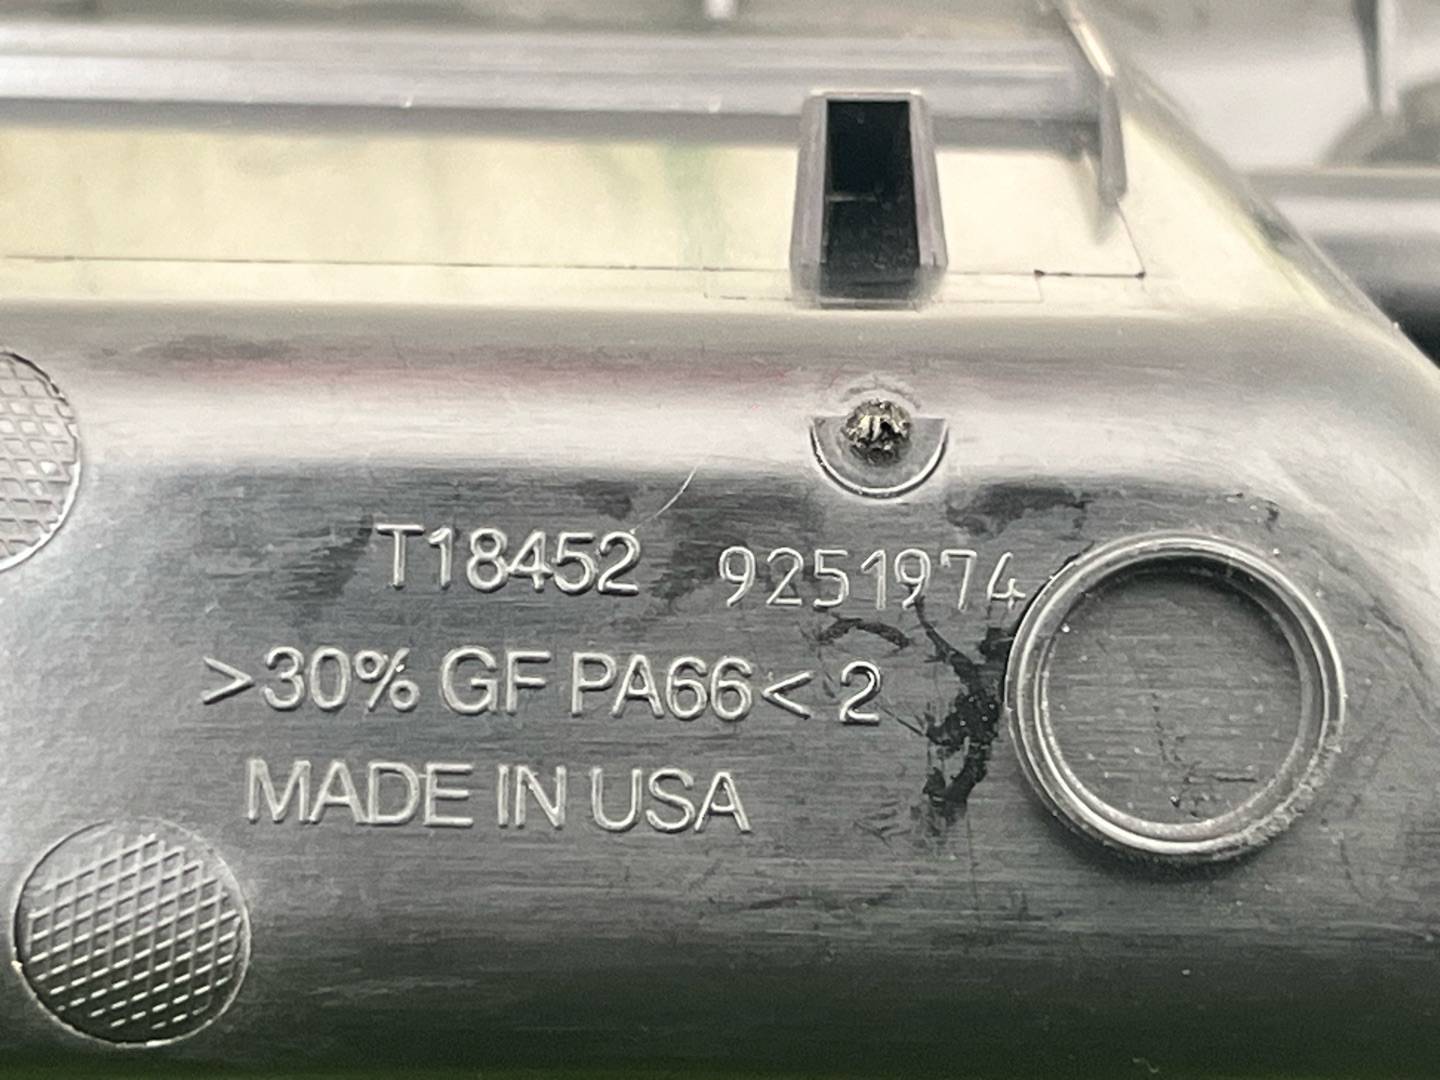 T18452 9251974
>30% GF PA66< 2
MADE IN USA